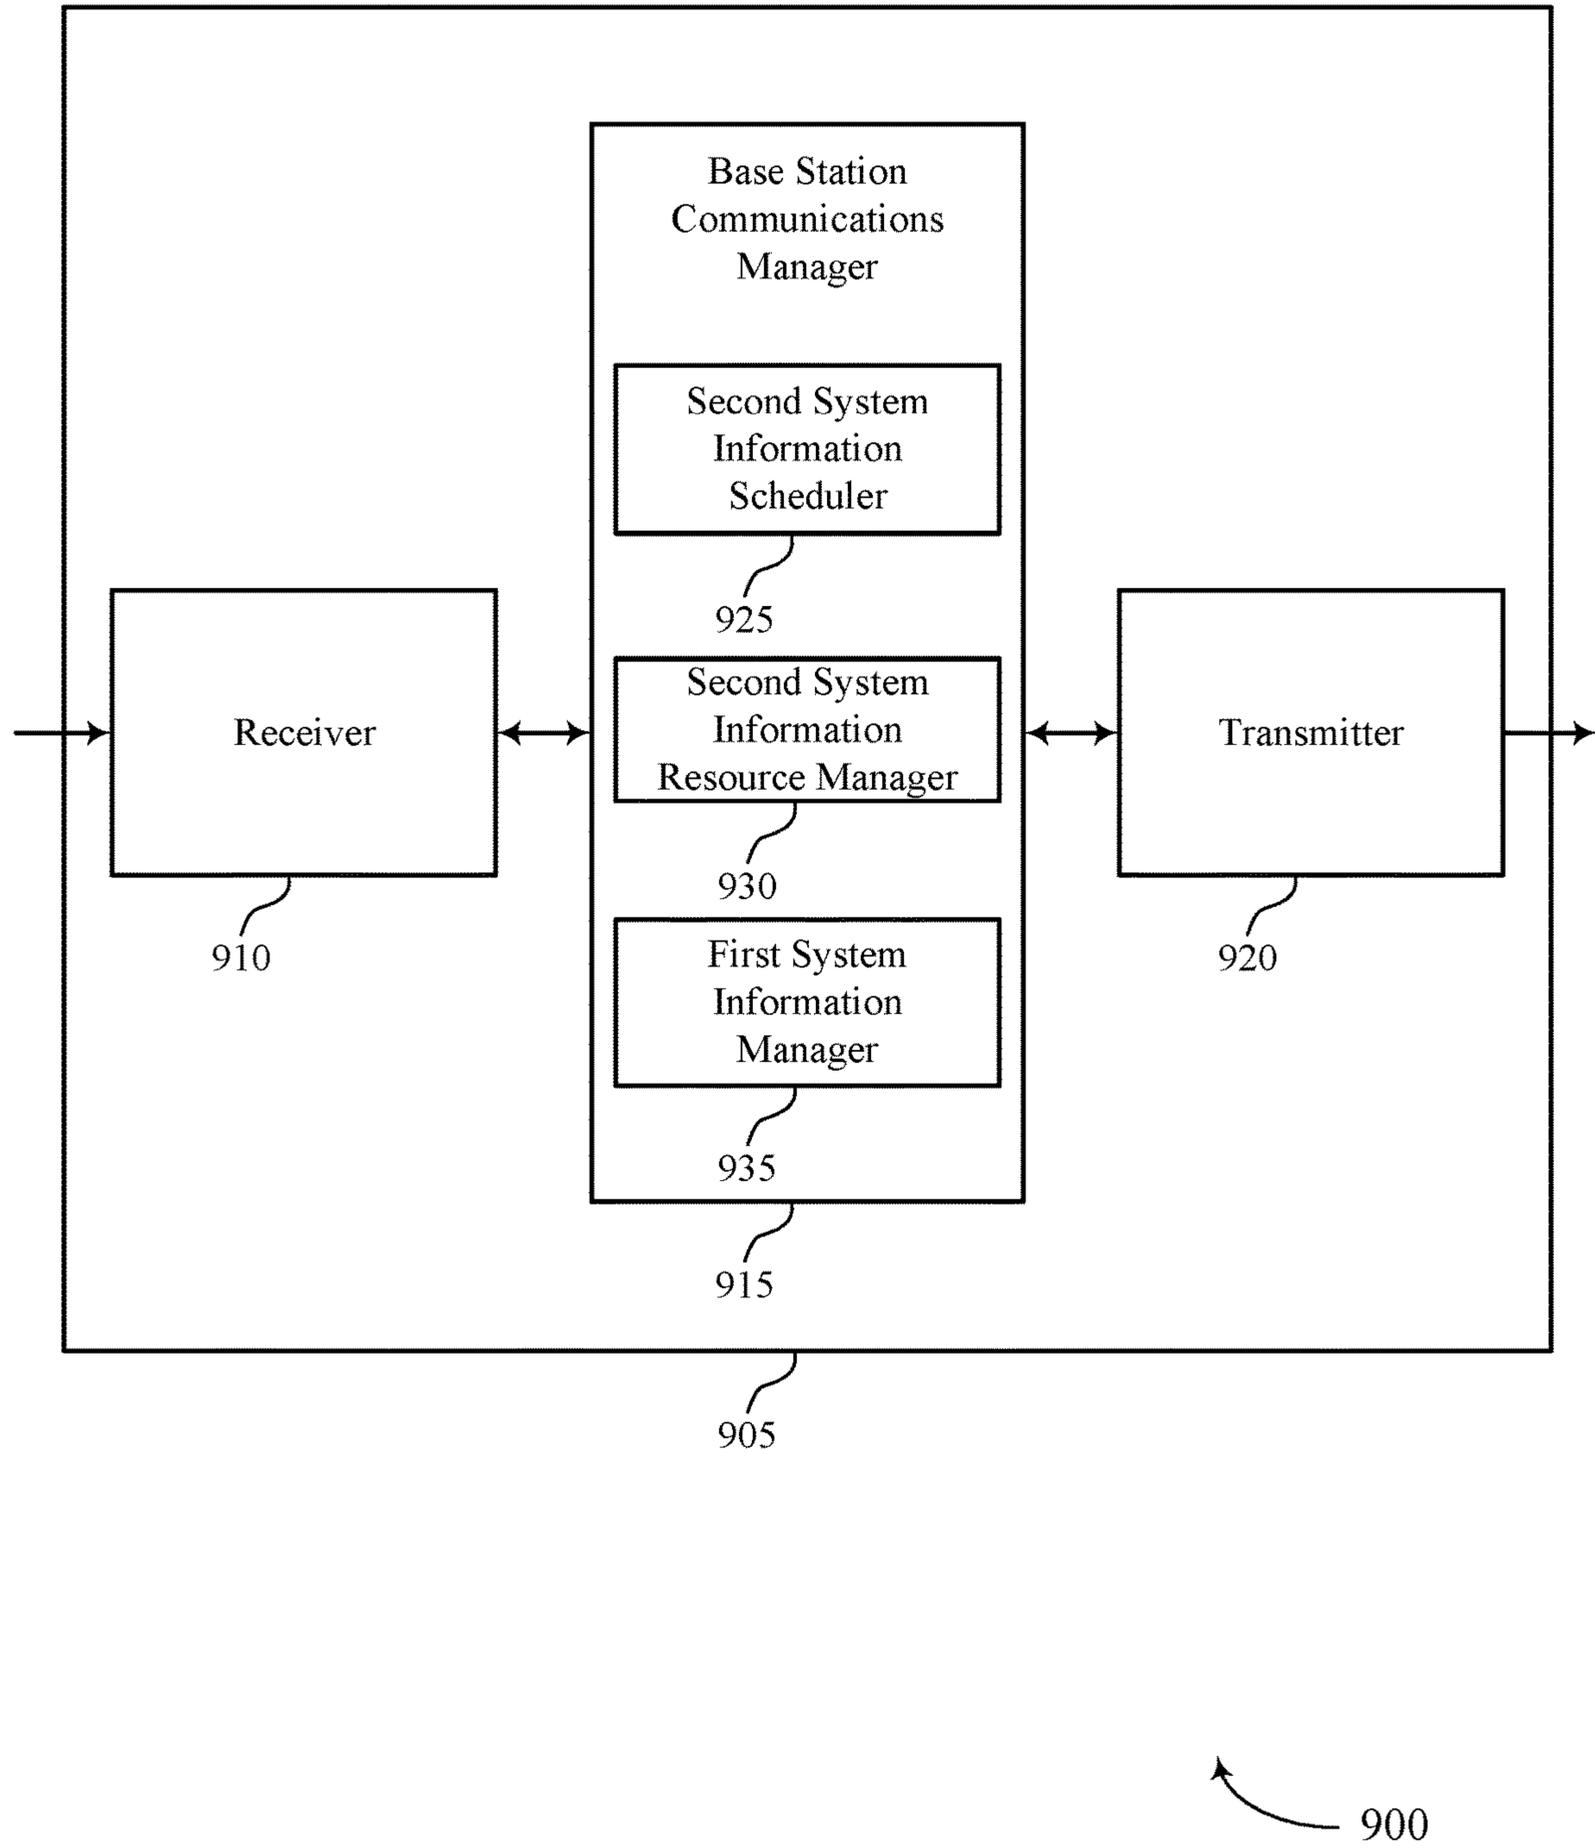 Base Station
Communications
Manager
Second System
Information
Scheduler
925
Receiver
910
Second System
Information
Resource Manager
930
Transmitter
920
First System
Information
Manager
935
915
905
900